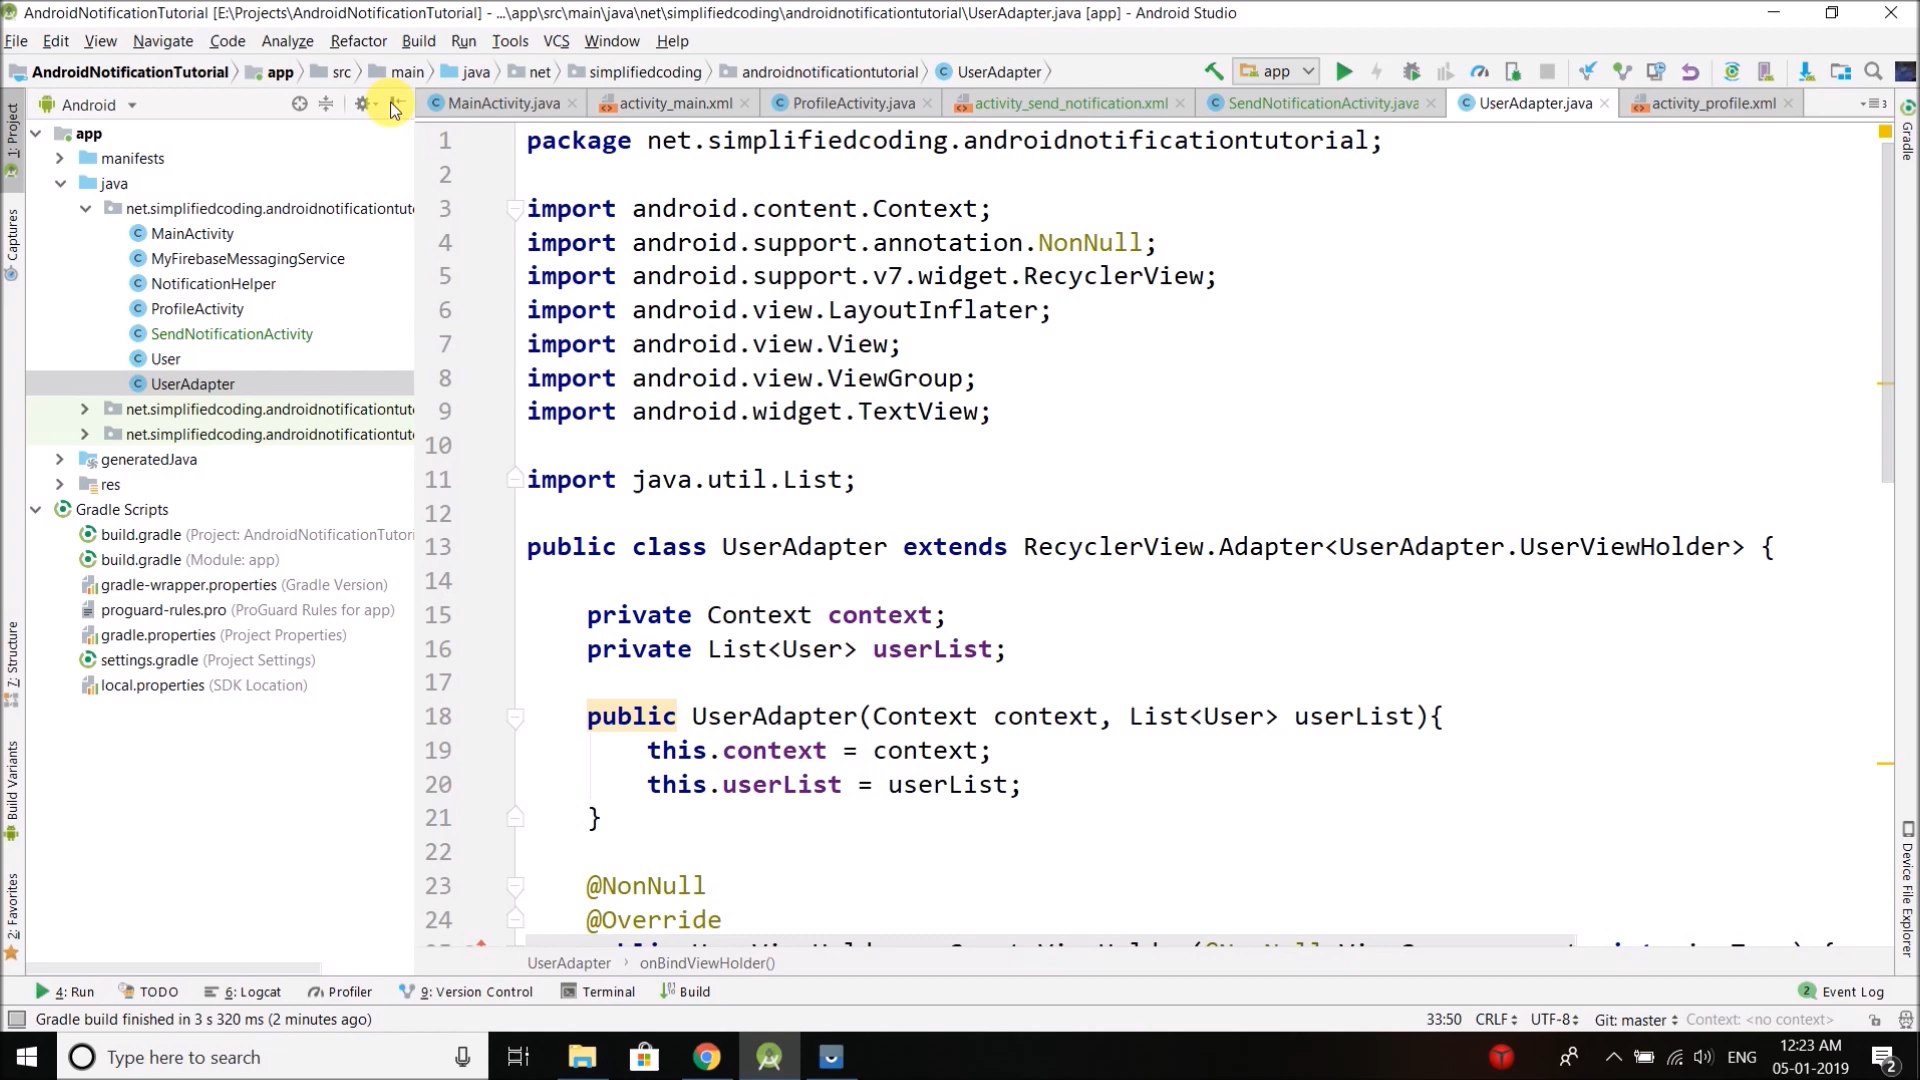 AndroidNotificationTutorial [E:\Projects\AndroidNotificationTutorial] - ...\app\src\main\java\net\simplifiedcoding\androidnotificationtutorial\UserAdapter.java [app] - Android Studio
File Edit View Navigate Code Analyze Refactor Build Run Tools VCS Window Help
AndroidNotificationTutorial app src main java net simplifiedcoding androidnotificationtutorial UserAdapter app
Android MainActivity.java activity_main.xml ProfileActivity.java activity_send_notification.xml SendNotificationActivity.java UserAdapter.java activity_profile.xml
1: Project
Captures
7: Structure
Build Variants
2: Favorites
app
manifests
java
net.simplifiedcoding.androidnotificationtut
MainActivity
MyFirebaseMessagingService
NotificationHelper
ProfileActivity
SendNotificationActivity
User
UserAdapter
net.simplifiedcoding.androidnotificationtut
net.simplifiedcoding.androidnotificationtut
generatedJava
res
Gradle Scripts
build.gradle (Project: AndroidNotificationTutor
build.gradle (Module: app)
gradle-wrapper.properties (Gradle Version)
proguard-rules.pro (ProGuard Rules for app)
gradle.properties (Project Properties)
settings.gradle (Project Settings)
local.properties (SDK Location)
1 package net.simplifiedcoding.androidnotificationtutorial;
2
3 import android.content.Context;
4 import android.support.annotation.NonNull;
5 import android.support.v7.widget.RecyclerView;
6 import android.view.LayoutInflater;
7 import android.view.View;
8 import android.view.ViewGroup;
9 import android.widget.TextView;
10
11 import java.util.List;
12
13 public class UserAdapter extends RecyclerView.Adapter<UserAdapter.UserViewHolder> {
14
15 private Context context;
16 private List<User> userList;
17
18 public UserAdapter(Context context, List<User> userList){
19 this.context = context;
20 this.userList = userList;
21 }
22
23 @NonNull
24 @Override
Gradle
Device File Explorer
UserAdapter onBindViewHolder()
4: Run TODO 6: Logcat Profiler 9: Version Control Terminal Build 2 Event Log
Gradle build finished in 3 s 320 ms (2 minutes ago) 33:50 CRLF UTF-8 Git: master Context: <no context>
Type here to search ENG 12:23 AM
05-01-2019 2